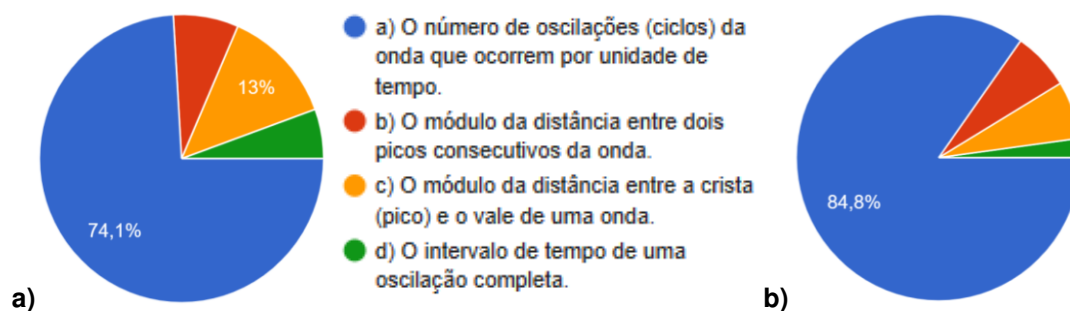 a) O número de oscilações (ciclos) da
onda que ocorrem por unidade de
tempo.
b) O módulo da distância entre dois
picos consecutivos da onda.
c) O módulo da distância entre a crista
(pico) e o vale de uma onda.
d) O intervalo de tempo de uma
oscilação completa.
13%
74,1%
a)
84,8%
b)